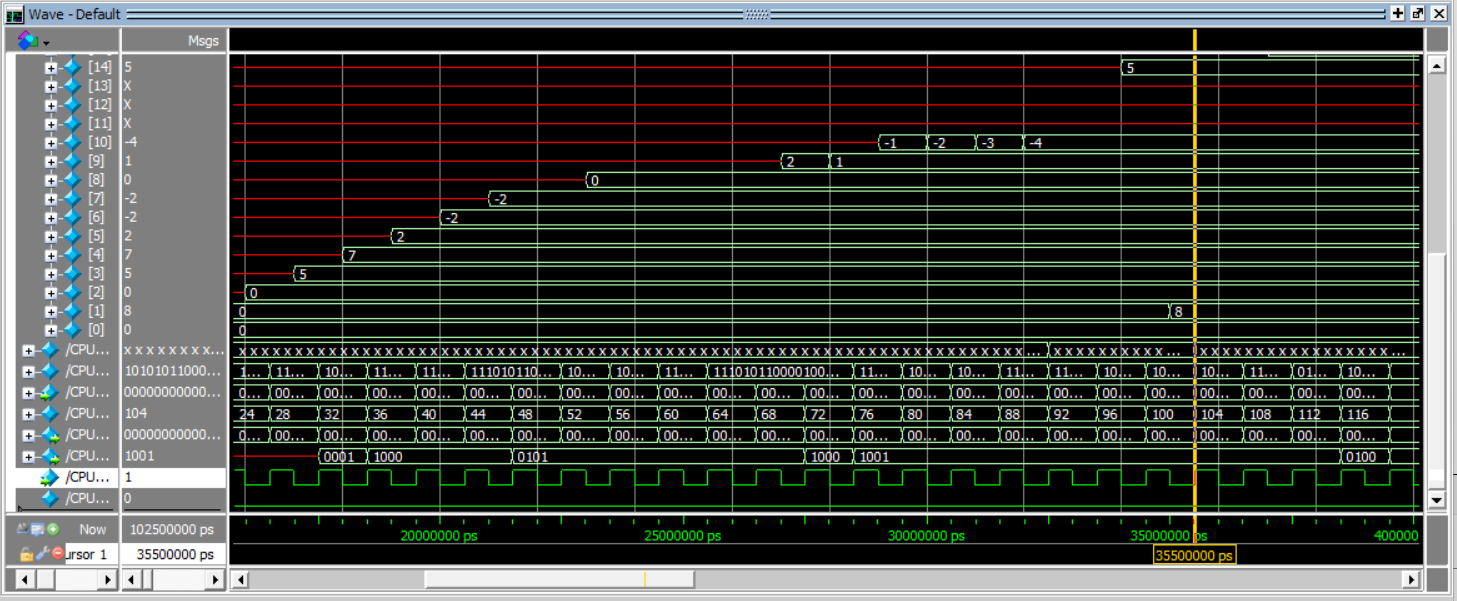 Wave - Default
Msgs
[14] 5 5
[13] X
[12] X
[11] X
[10] -4 -1 -2 -3 -4
[9] 1 2 1
[8] 0 0
[7] -2 -2
[6] -2 -2
[5] 2 2
[4] 7 7
[3] 5 5
[2] 0 0
[1] 8 0 8
[0] 0 0
/CPU... x x x x x x x x... x x x x x x x x x x x x x x x x x x x x x x x x x x x x x x x x x x x x x x x x x x x x x x x x ... x x x x x x x x x x ... x x x x x x x x x x x x x x x x ...
/CPU... 10101011000... 1... 11... 10... 11... 11... 111010110... 10... 10... 11... 111010110000100... 11... 10... 10... 11... 11... 10... 10... 10... 11... 01... 10...
/CPU... 00000000000... 0... 00... 00... 00... 00... 00... 00... 00... 00... 00... 00... 00... 00... 00... 00... 00... 00... 00... 00... 00... 00... 00... 00... 00...
/CPU... 104 24 28 32 36 40 44 48 52 56 60 64 68 72 76 80 84 88 92 96 100 104 108 112 116
/CPU... 00000000000... 0... 00... 00... 00... 00... 00... 00... 00... 00... 00... 00... 00... 00... 00... 00... 00... 00... 00... 00... 00... 00... 00... 00... 00...
/CPU... 1001 0001 1000 0101 1000 1001 0100
/CPU... 1
/CPU... 0
Now 102500000 ps 20000000 ps 25000000 ps 30000000 ps 35000000 ps 400000
ursor 1 35500000 ps 35500000 ps